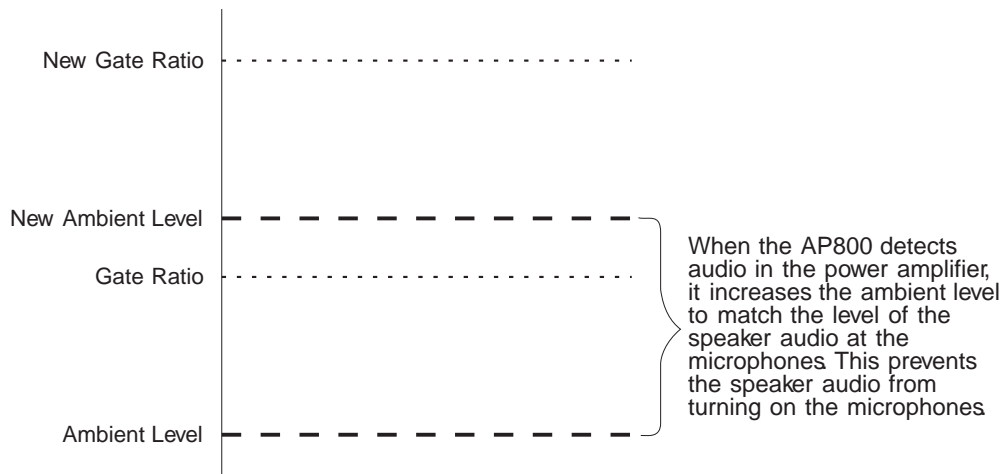 New Gate Ratio
New Ambient Level
Gate Ratio
When the AP800 detects
audio in the power amplifier,
it increases the ambient level
to match the level of the
speaker audio at the
microphones. This prevents
the speaker audio from
turning on the microphones.
Ambient Level